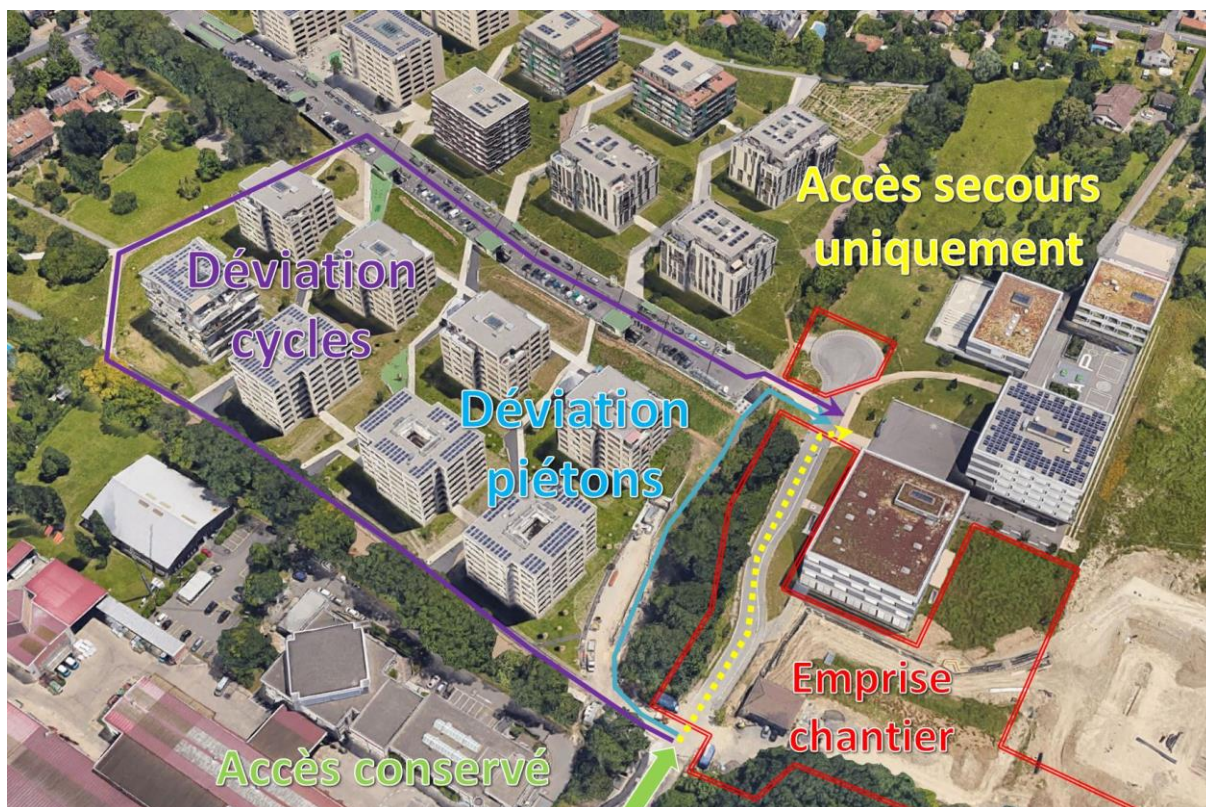 Accès secours
uniquement
Déviation
cycles
Déviation
piétons
Emprise
chantier
Accès conservé
P